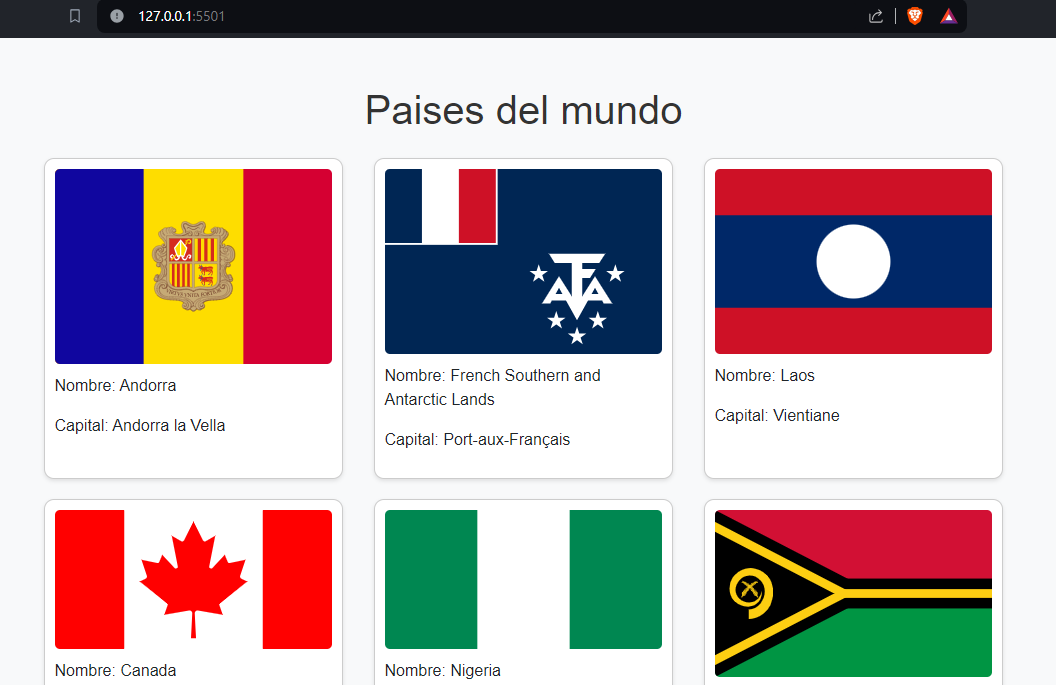 127.0.0.1:5501
Paises del mundo
Nombre: Andorra
Capital: Andorra la Vella
Nombre: French Southern and
Antarctic Lands
Capital: Port-aux-Français
Nombre: Laos
Capital: Vientiane
Nombre: Canada
Nombre: Nigeria